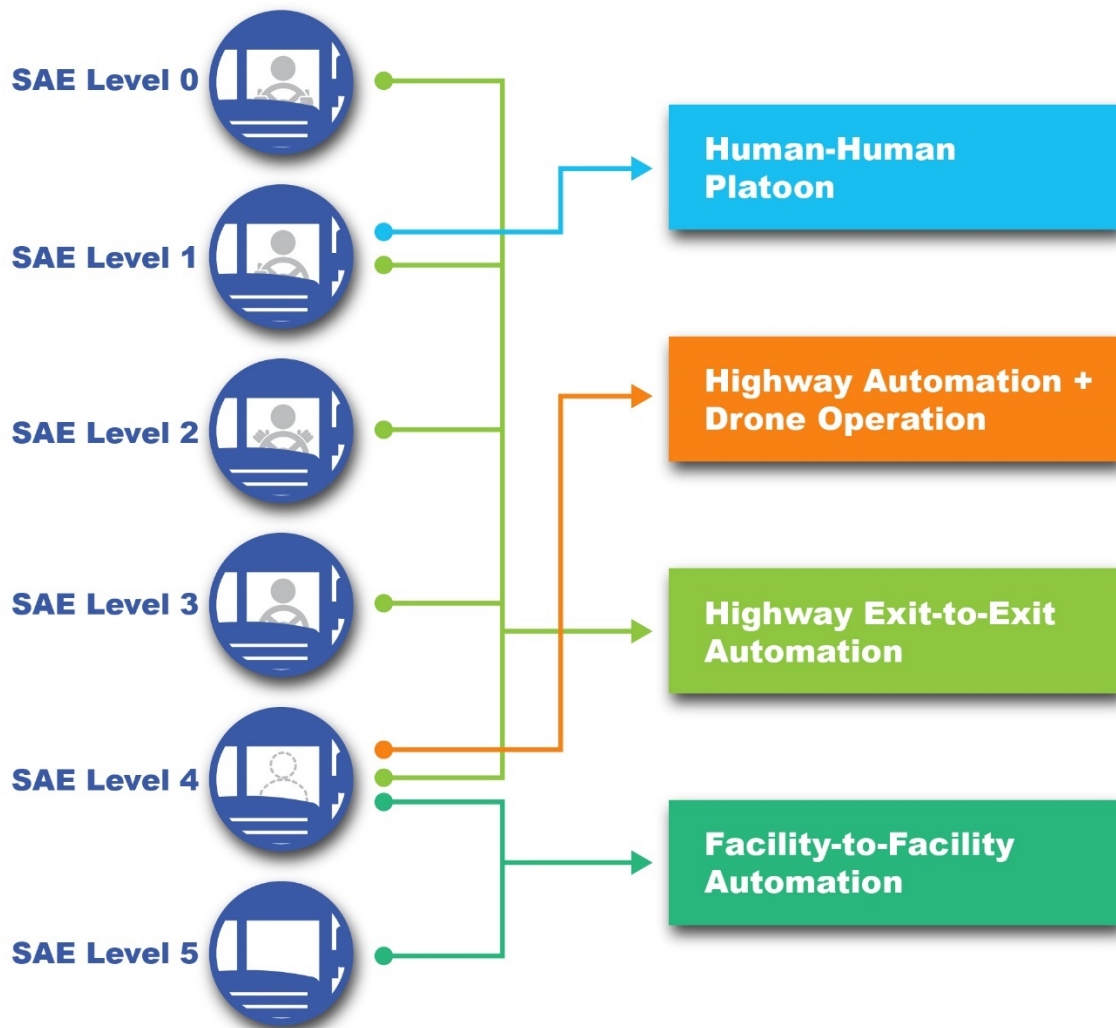 SAE Level 0
SAE Level 1
SAE Level 2
SAE Level 3
SAE Level 4
SAE Level 5
Human-Human
Platoon
Highway Automation +
Drone Operation
Highway Exit-to-Exit
Automation
Facility-to-Facility
Automation